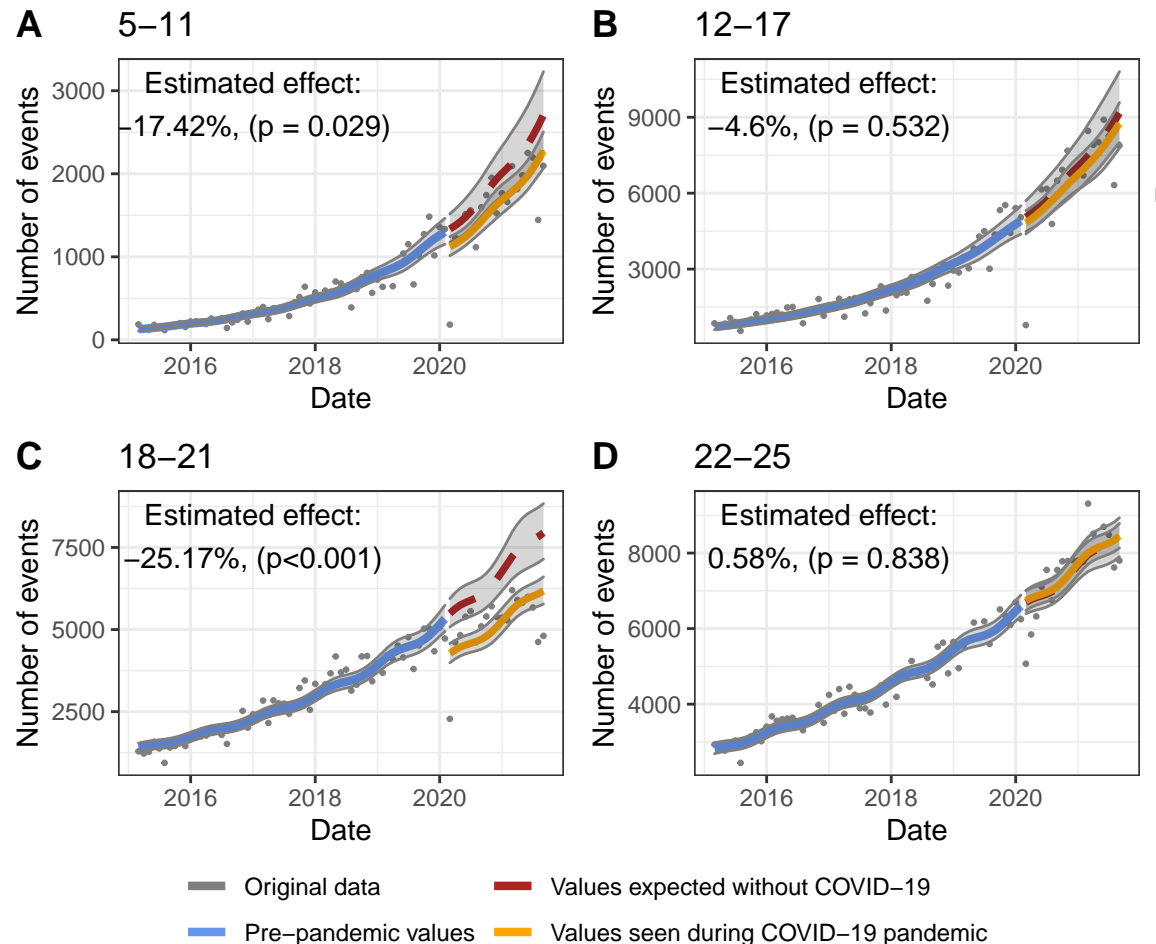 A 5−11
Estimated effect:
−17.42%, (p = 0.029)
Number of events
3000
2000
1000
0
2016 2018 2020
Date
B 12−17
Estimated effect:
−4.6%, (p = 0.532)
Number of events
9000
6000
3000
2016 2018 2020
Date
C 18−21
Estimated effect:
−25.17%, (p<0.001)
Number of events
7500
5000
2500
2016 2018 2020
Date
D 22−25
Estimated effect:
0.58%, (p = 0.838)
Number of events
8000
6000
4000
2016 2018 2020
Date
Original data
Values expected without COVID−19
Pre−pandemic values
Values seen during COVID−19 pandemic